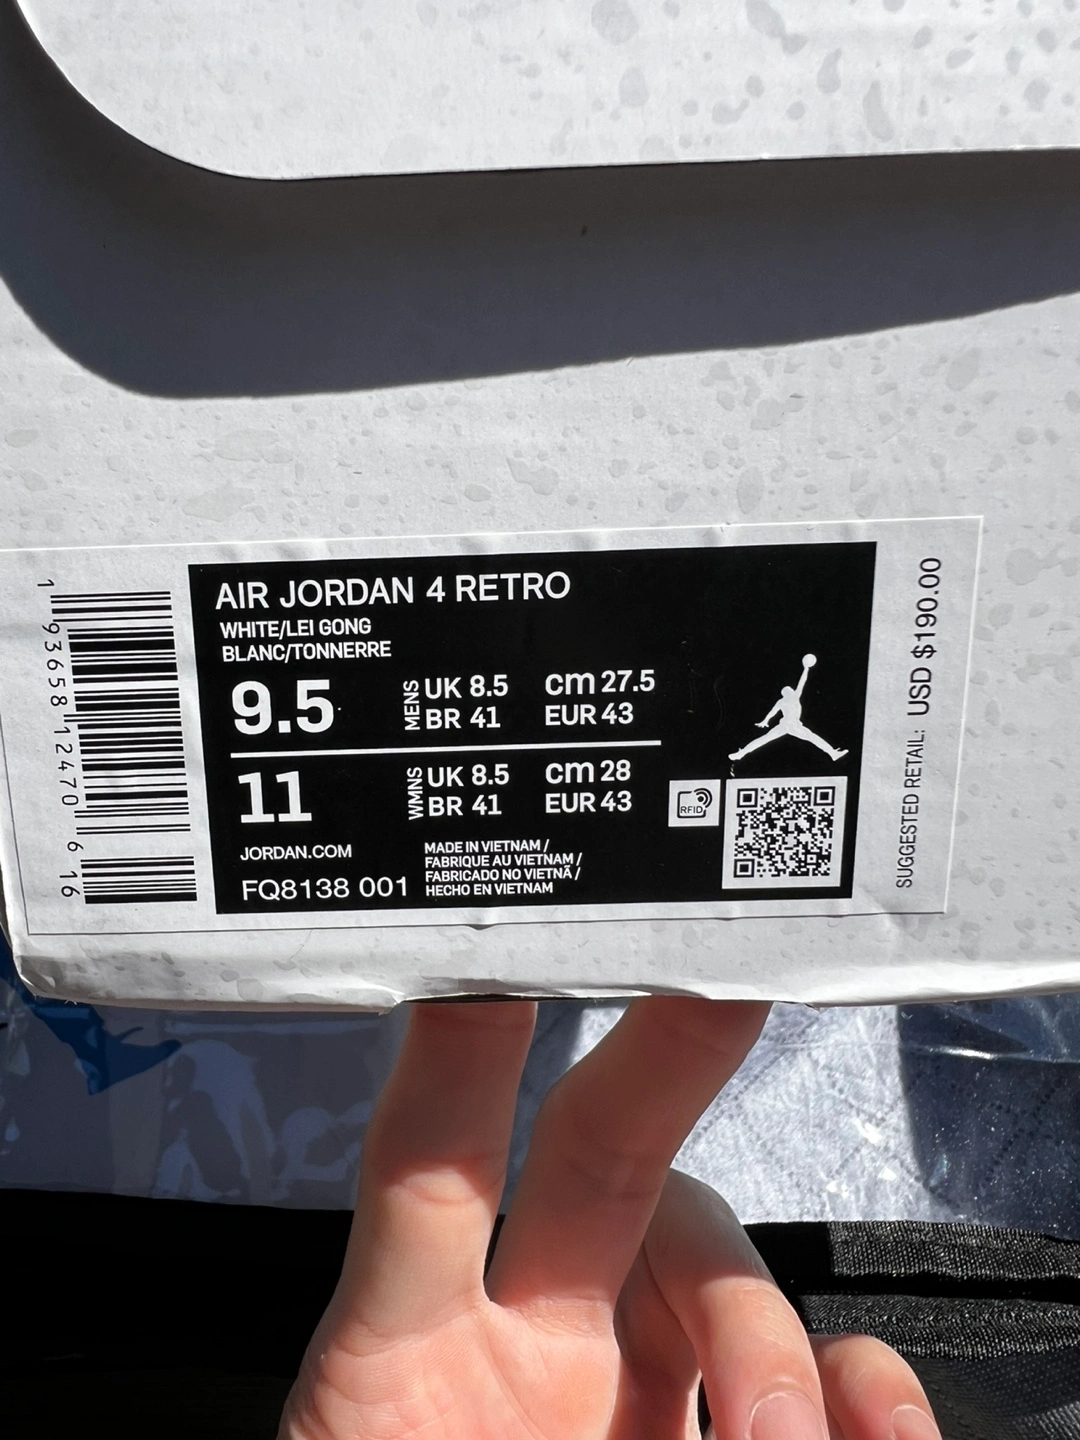 AIR JORDAN 4 RETRO
WHITE/LEI GONG
BLANC/TONNERRE
9.5
MENS
UK 8.5 cm 27.5
BR 41 EUR 43
11
WMNS
UK 8.5 cm 28
BR 41 EUR 43
JORDAN.COM
FQ8138 001
MADE IN VIETNAM /
FABRIQUE AU VIETNAM /
FABRICADO NO VIETNÃ /
HECHO EN VIETNAM
RFID
SUGGESTED RETAIL: USD $190.00
1 93658 12470 6 16